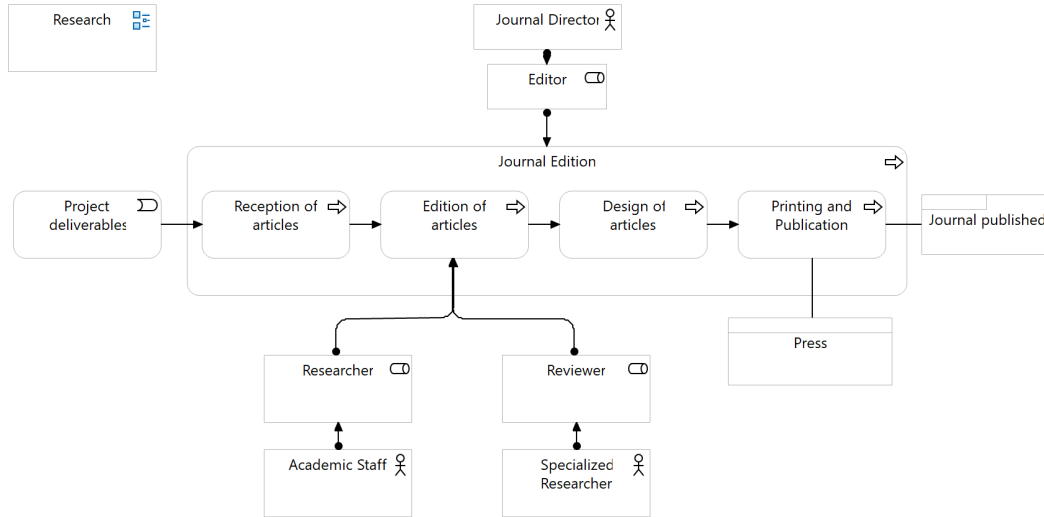 Research
Journal Director
Editor
Journal Edition
Project
deliverables
Reception of
articles
Edition of
articles
Design of
articles
Printing and
Publication
Journal published
Press
Researcher
Reviewer
Academic Staff
Specialized
Researcher